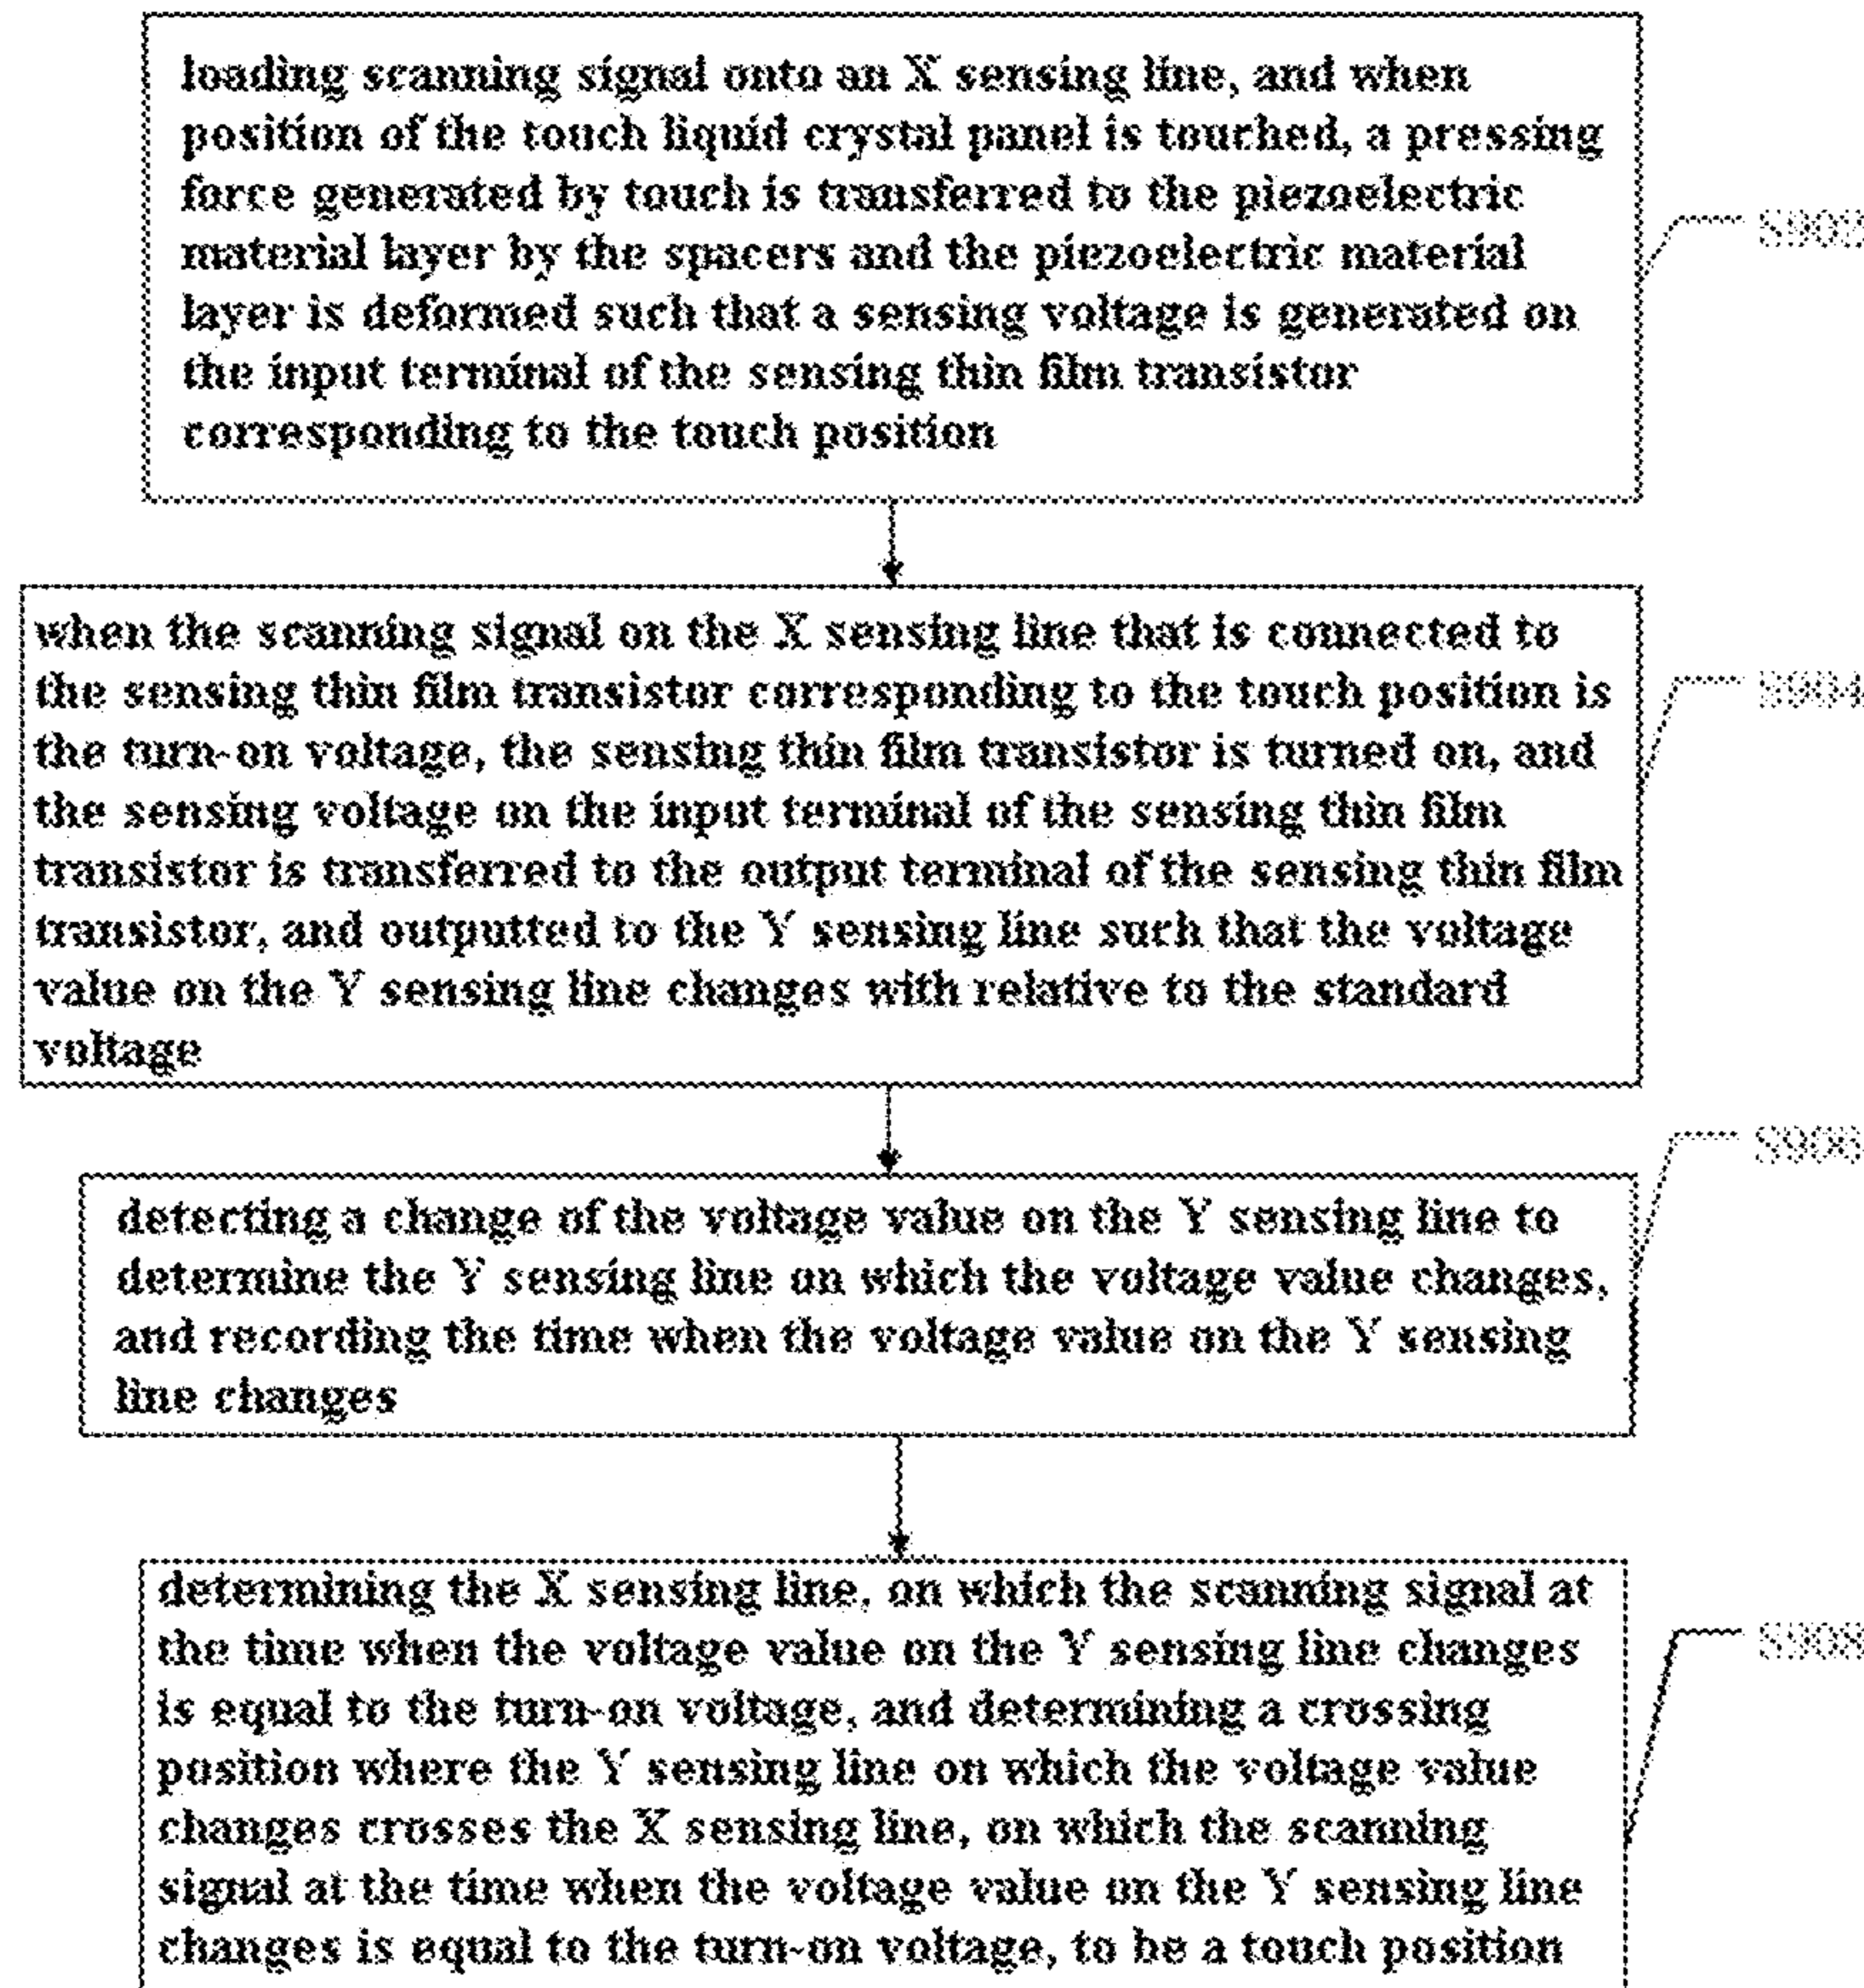 loading scanning signal onto an X sensing line, and when
position of the touch liquid crystal panel is touched, a pressing
force generated by touch is transferred to the piezoelectric
material layer by the spacers and the piezoelectric material
layer is deformed such that a sensing voltage is generated on
the input terminal of the sensing thin film transistor
corresponding to the touch position
S902
when the scanning signal on the X sensing line that is connected to
the sensing thin film transistor corresponding to the touch position is
the turn-on voltage, the sensing thin film transistor is turned on, and
the sensing voltage on the input terminal of the sensing thin film
transistor is transferred to the output terminal of the sensing thin film
transistor, and outputted to the Y sensing line such that the voltage
value on the Y sensing line changes with relative to the standard
voltage
S904
detecting a change of the voltage value on the Y sensing line to
determine the Y sensing line on which the voltage value changes,
and recording the time when the voltage value on the Y sensing
line changes
S906
determining the X sensing line, on which the scanning signal at
the time when the voltage value on the Y sensing line changes
is equal to the turn-on voltage, and determining a crossing
position where the Y sensing line on which the voltage value
changes crosses the X sensing line, on which the scanning
signal at the time when the voltage value on the Y sensing line
changes is equal to the turn-on voltage, to be a touch position
S908